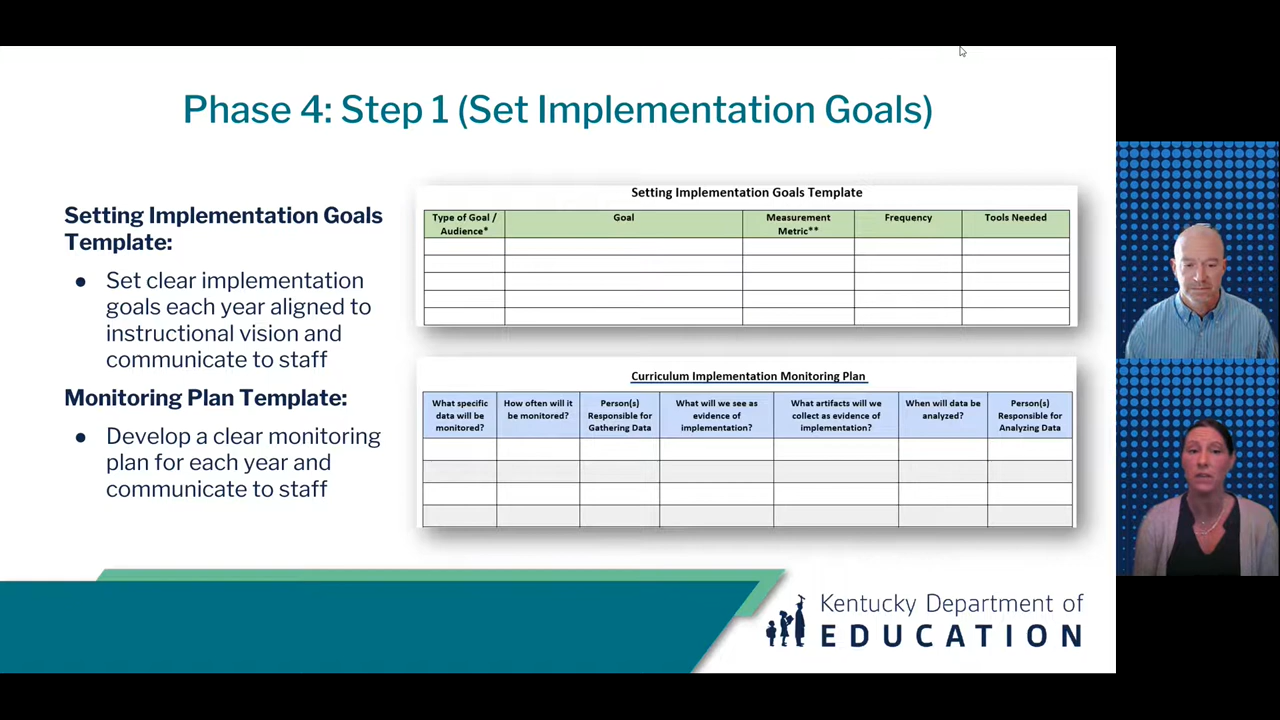 Phase 4: Step 1 (Set Implementation Goals)
Setting Implementation Goals
Template:
● Set clear implementation
goals each year aligned to
instructional vision and
communicate to staff
Monitoring Plan Template:
● Develop a clear monitoring
plan for each year and
communicate to staff
Setting Implementation Goals Template
Type of Goal /
Audience*
Goal
Measurement
Metric**
Frequency
Tools Needed
Curriculum Implementation Monitoring Plan
What specific
data will be
monitored?
How often will it
be monitored?
Person(s)
Responsible for
Gathering Data
What will we see as
evidence of
implementation?
What artifacts will we
collect as evidence of
implementation?
When will data be
analyzed?
Person(s)
Responsible for
Analyzing Data
Kentucky Department of
EDUCATION